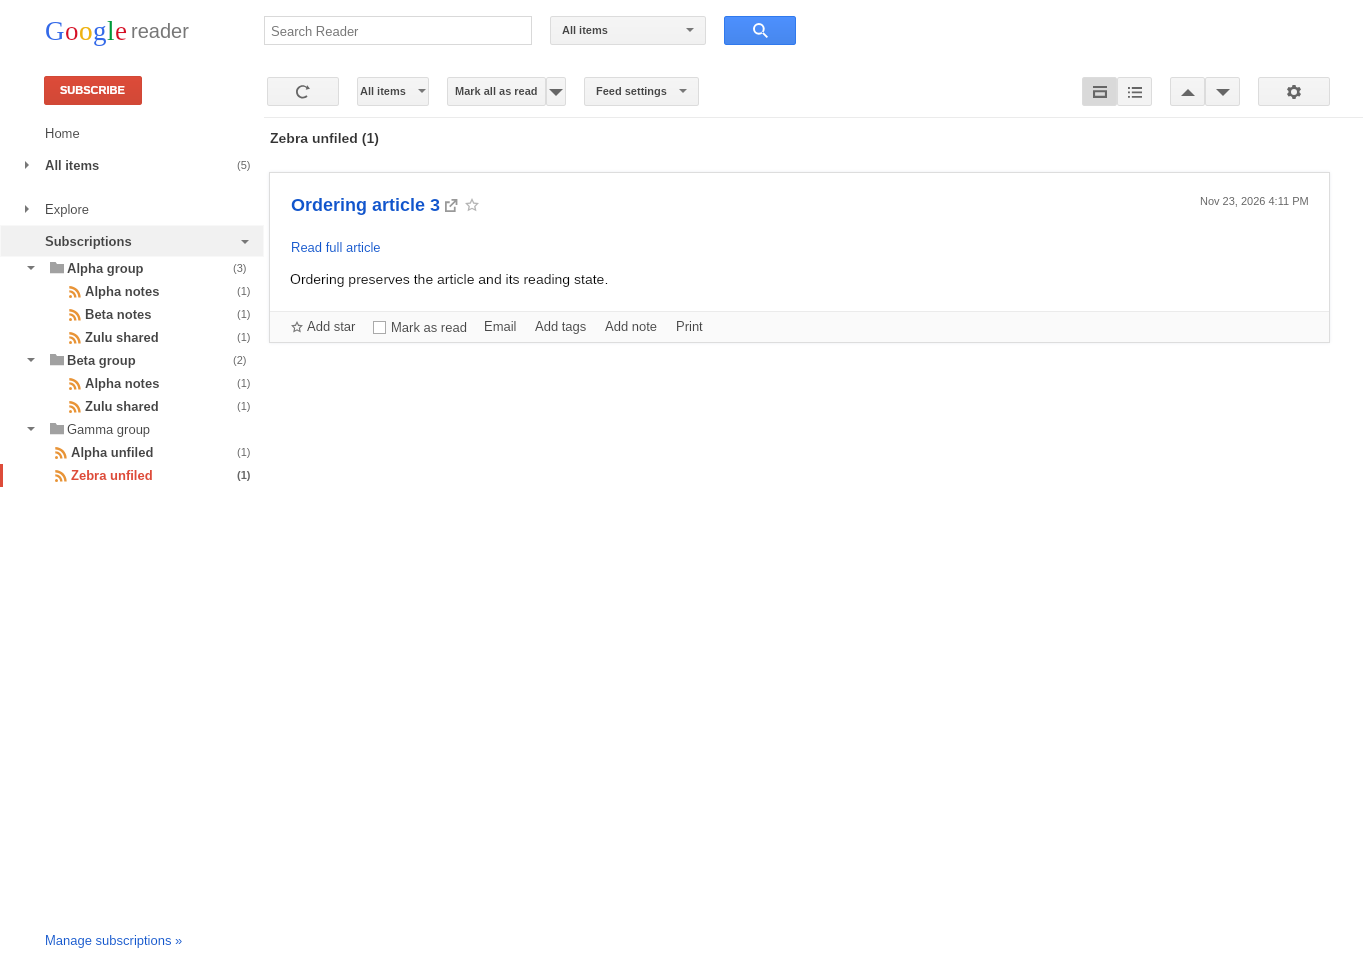 Google reader
Search Reader
All items
SUBSCRIBE
All items
Mark all as read
Feed settings
Home
All items (5)
Explore
Subscriptions
Alpha group (3)
Alpha notes (1)
Beta notes (1)
Zulu shared (1)
Beta group (2)
Alpha notes (1)
Zulu shared (1)
Gamma group
Alpha unfiled (1)
Zebra unfiled (1)
Manage subscriptions »
Zebra unfiled (1)
Ordering article 3
Nov 23, 2026 4:11 PM
Read full article
Ordering preserves the article and its reading state.
Add star Mark as read Email Add tags Add note Print